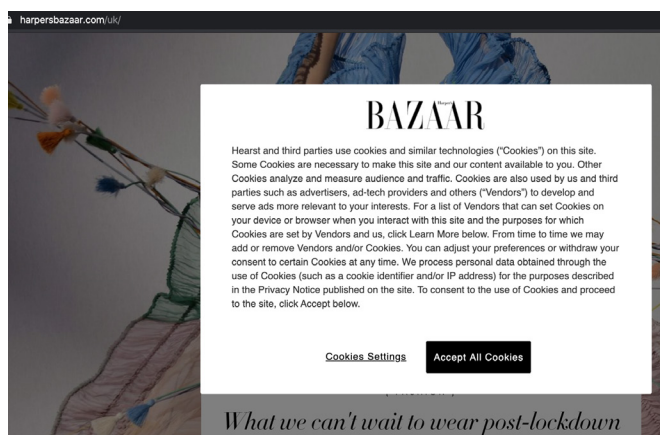 harpersbazaar.com/uk/
Harper's
BAZAAR
Hearst and third parties use cookies and similar technologies (“Cookies”) on this site.
Some Cookies are necessary to make this site and our content available to you. Other
Cookies analyze and measure audience and traffic. Cookies are also used by us and third
parties such as advertisers, ad-tech providers and others (“Vendors”) to develop and
serve ads more relevant to your interests. For a list of Vendors that can set Cookies on
your device or browser when you interact with this site and the purposes for which
Cookies are set by Vendors and us, click Learn More below. From time to time we may
add or remove Vendors and/or Cookies. You can adjust your preferences or withdraw your
consent to certain Cookies at any time. We process personal data obtained through the
use of Cookies (such as a cookie identifier and/or IP address) for the purposes described
in the Privacy Notice published on the site. To consent to the use of Cookies and proceed
to the site, click Accept below.
Cookies Settings
Accept All Cookies
What we can't wait to wear post-lockdown